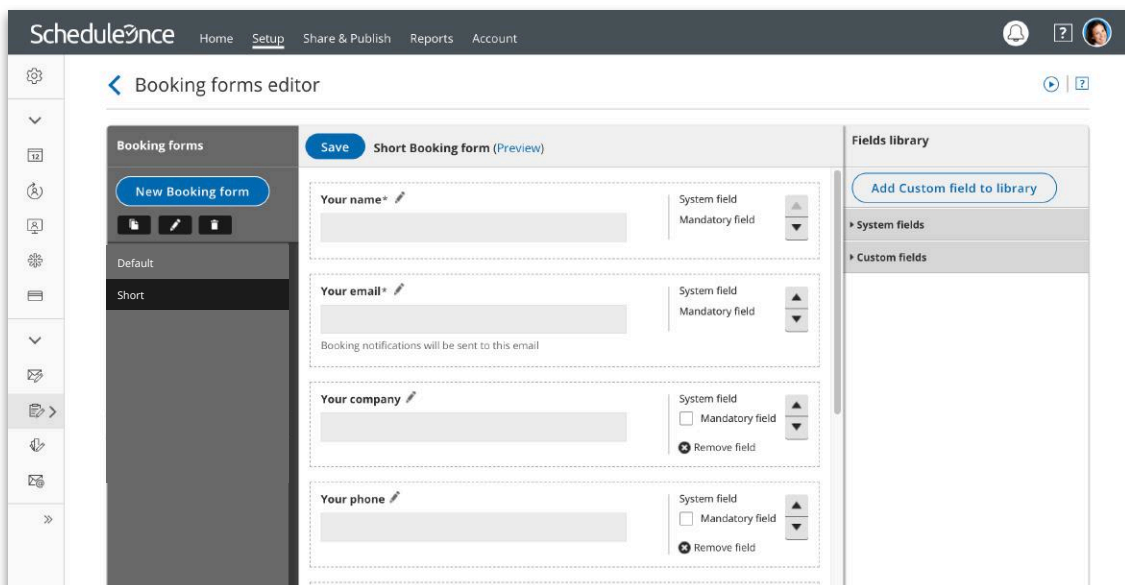 ScheduleOnce Home Setup Share & Publish Reports Account ?
Booking forms editor ?
12
Booking forms
New Booking form
Default
Short
Save Short Booking form (Preview)
Your name* System field
Mandatory field
Your email* System field
Mandatory field
Booking notifications will be sent to this email
Your company System field
Mandatory field
Remove field
Your phone System field
Mandatory field
Remove field
Fields library
Add Custom field to library
System fields
Custom fields